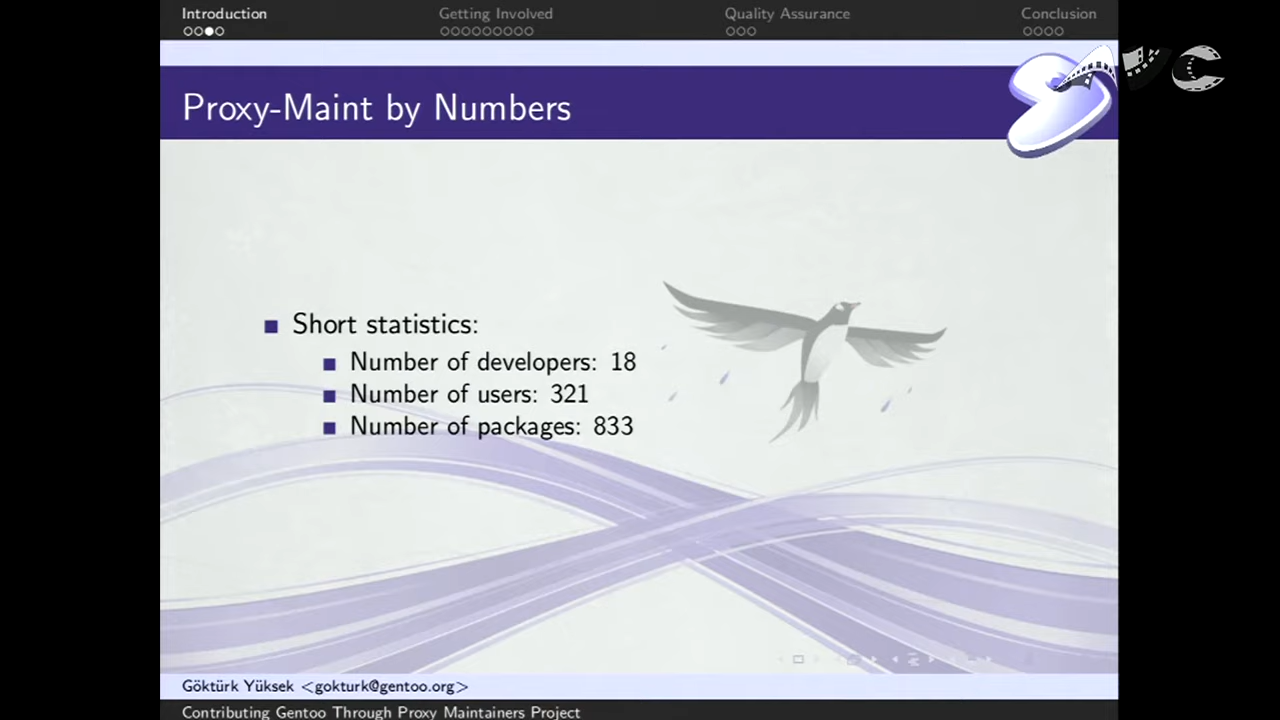 Introduction
Getting Involved
Quality Assurance
Conclusion
Proxy-Maint by Numbers
Short statistics:
Number of developers: 18
Number of users: 321
Number of packages: 833
Göktürk Yüksek <gokturk@gentoo.org>
Contributing Gentoo Through Proxy Maintainers Project